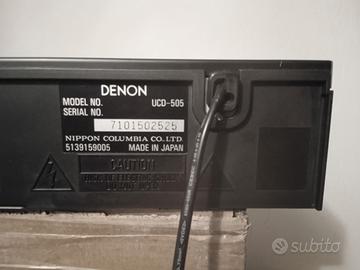 DENON
MODEL NO. UCD-505
SERIAL NO. 7101502525
NIPPON COLUMBIA CO. LTD.
5139159005 MADE IN JAPAN
CAUTION
subito